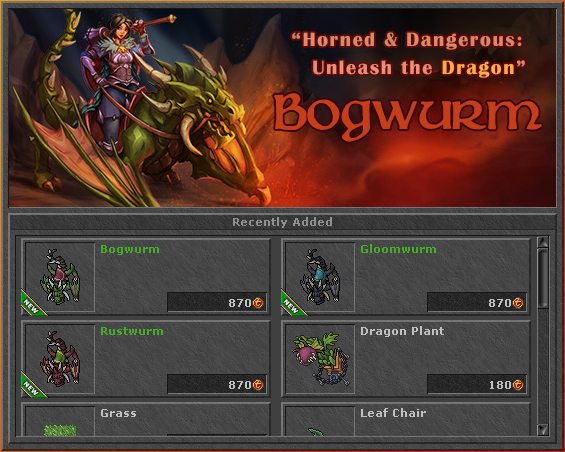 “Horned & Dangerous:
Unleash the Dragon”
Bogwurm
Recently Added
Bogwurm
NEW
870
Gloomwurm
NEW
870
Rustwurm
NEW
870
Dragon Plant
180
Grass
Leaf Chair